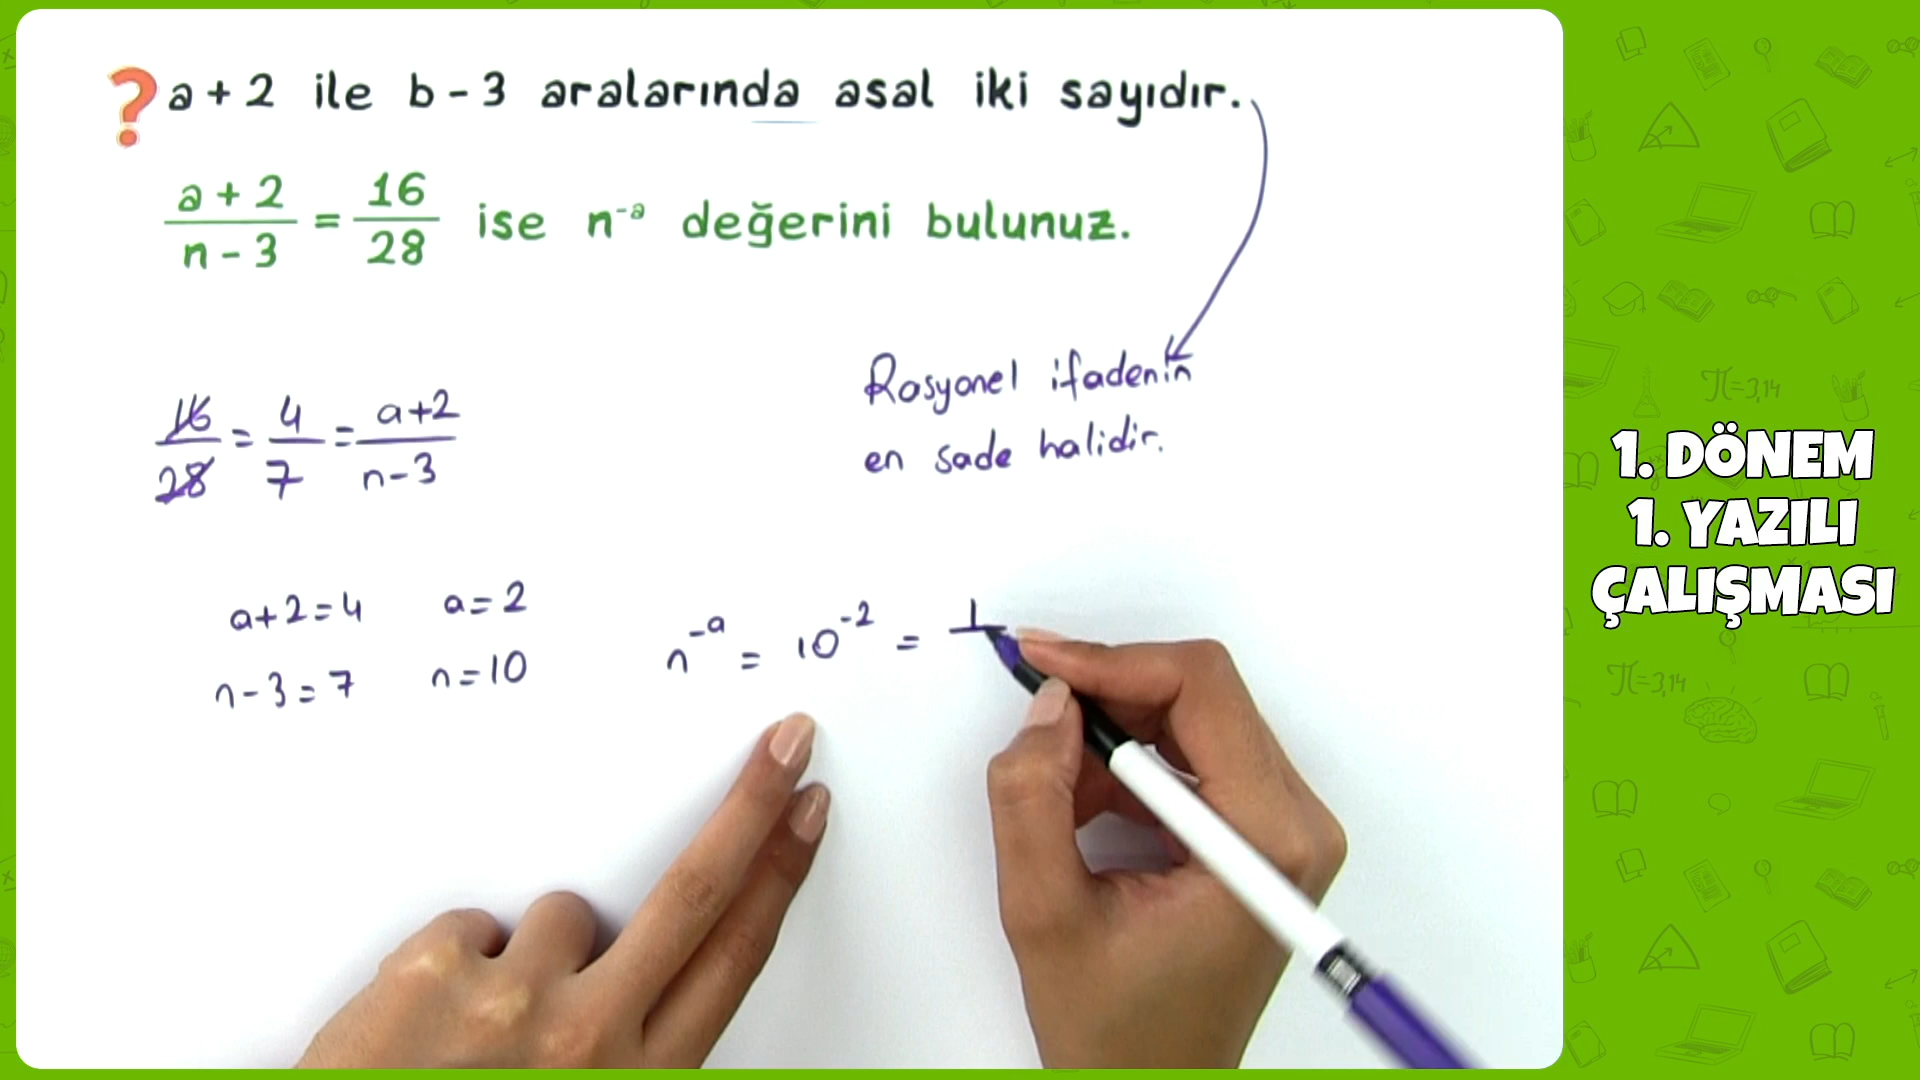 ? a + 2 ile b - 3 aralarında asal iki sayıdır.
a + 2 / n - 3 = 16 / 28 ise n⁻ᵃ değerini bulunuz.
Rasyonel ifadenin
en sade halidir.
16 / 28 = 4 / 7 = a+2 / n-3
a+2=4 a=2
n-3=7 n=10
n⁻ᵃ = 10⁻² = 1
1. DÖNEM
1. YAZILI
ÇALIŞMASI
π=3,14
π=3,14